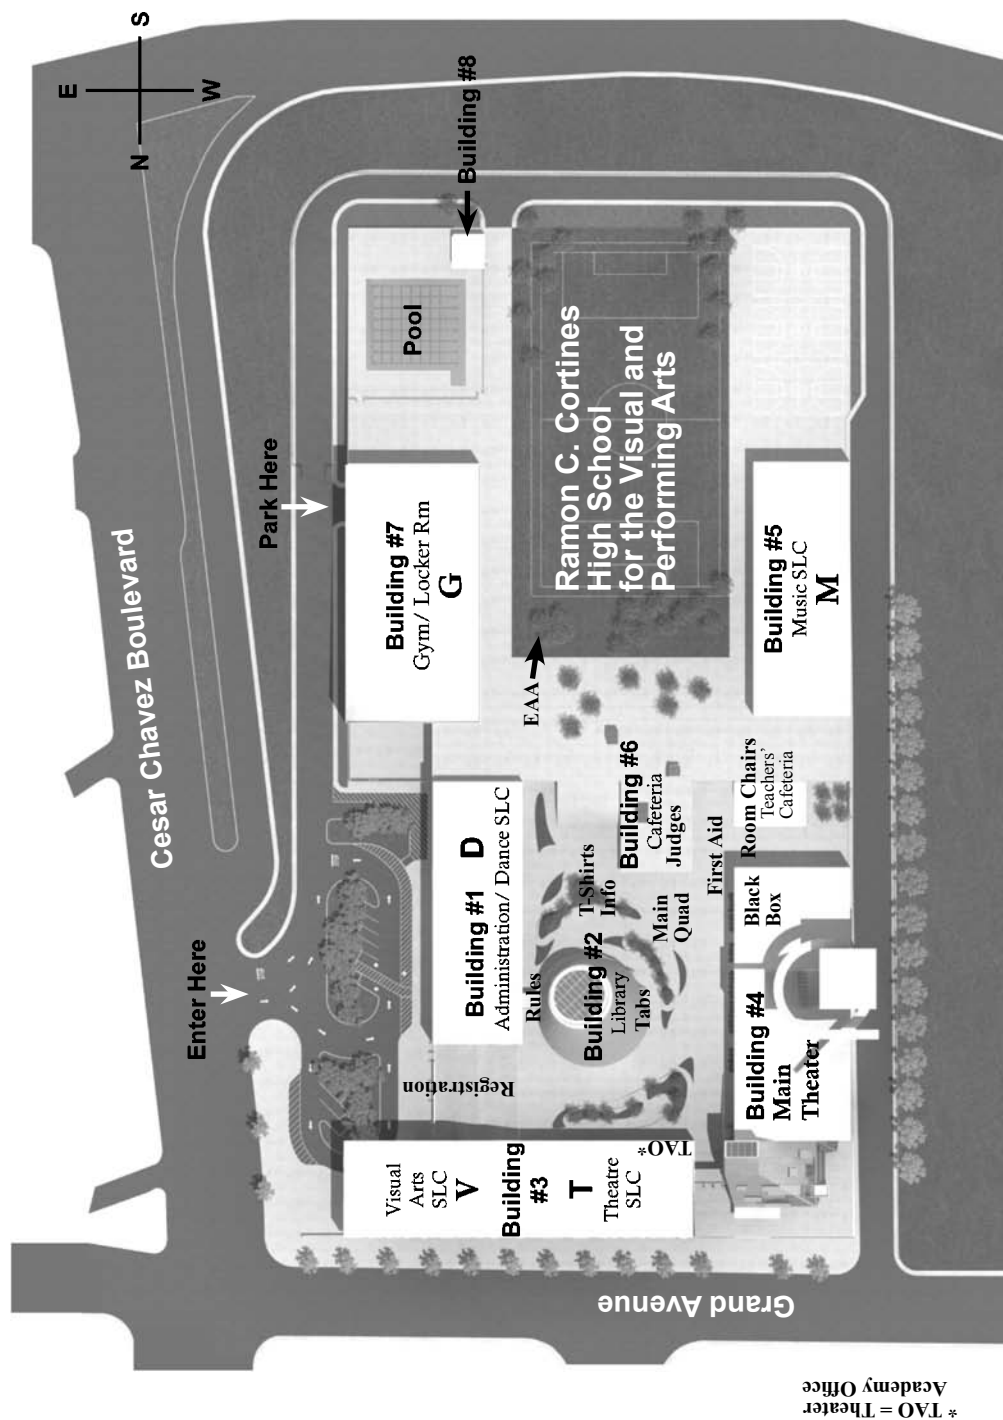 S
E
W
N
Building #8
Pool
Park Here
Cesar Chavez Boulevard
Ramon C. Cortines
High School
for the Visual and
Performing Arts
Building #7
Gym/ Locker Rm
G
Building #5
Music SLC
M
EAA
Building #6
Cafeteria
Judges
Room Chairs
Teachers'
Cafeteria
First Aid
Building #1
D
Administration/ Dance SLC
T-Shirts
Info
Main
Quad
Black
Box
Enter Here
Rules
Building #2
Library
Tabs
Building #4
Main
Theater
Registration
TAO*
Visual
Arts
SLC
V
Building
#3
T
Theatre
SLC
Grand Avenue
* TAO = Theater
Academy Office